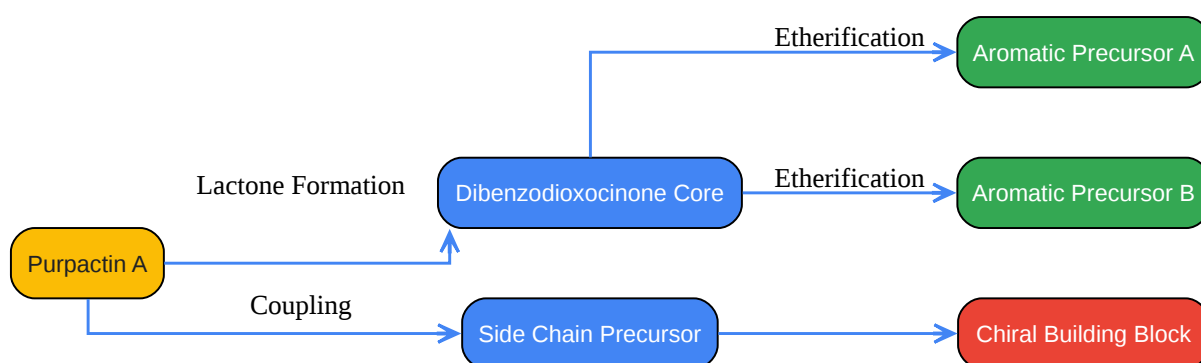 Etherification
Aromatic Precursor A
Lactone Formation
Dibenzodioxocinone Core
Etherification
Aromatic Precursor B
Purpactin A
Coupling
Side Chain Precursor
Chiral Building Block